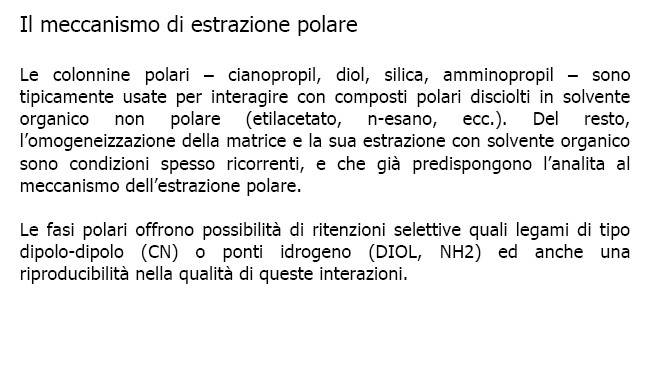 Il meccanismo di estrazione polare
Le colonnine polari – cianopropil, diol, silica, amminopropil – sono
tipicamente usate per interagire con composti polari disciolti in solvente
organico non polare (etilacetato, n-esano, ecc.). Del resto,
l'omogeneizzazione della matrice e la sua estrazione con solvente organico
sono condizioni spesso ricorrenti, e che già predispongono l'analita al
meccanismo dell'estrazione polare.
Le fasi polari offrono possibilità di ritenzioni selettive quali legami di tipo
dipolo-dipolo (CN) o ponti idrogeno (DIOL, NH2) ed anche una
riproducibilità nella qualità di queste interazioni.